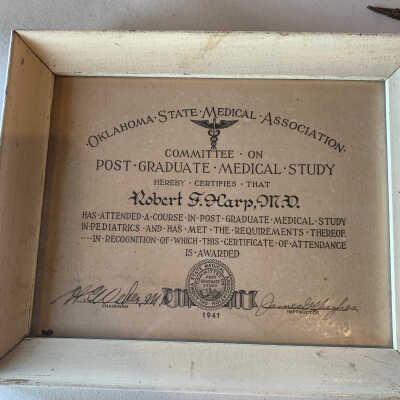 OKLAHOMA·STATE·MEDICAL·ASSOCIATION
COMMITTEE·ON
POST·GRADUATE·MEDICAL·STUDY
HEREBY·CERTIFIES·THAT
Robert F. Harp, M.D.
HAS·ATTENDED·A·COURSE·IN·POST·GRADUATE·MEDICAL·STUDY
IN·PEDIATRICS·AND·HAS·MET·THE·REQUIREMENTS·THEREOF.
····IN·RECOGNITION·OF·WHICH·THIS·CERTIFICATE·OF·ATTENDANCE
IS·AWARDED
CHAIRMAN
INSTRUCTOR
1941